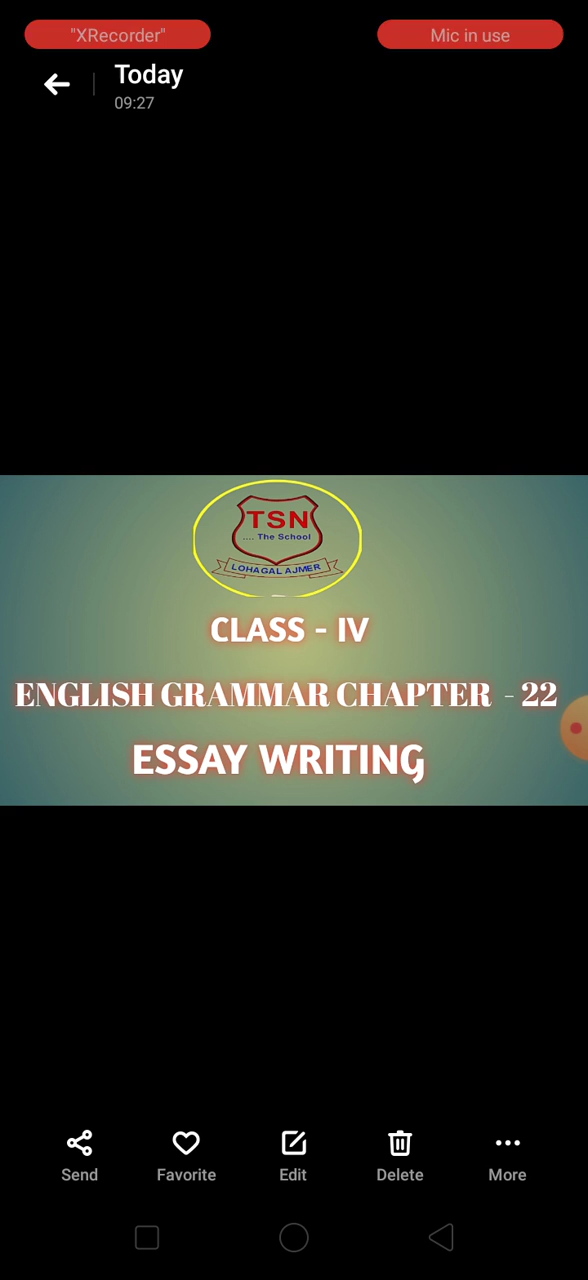 "XRecorder"
Mic in use
Today
09:27
TSN
.... The School
LOHAGAL AJMER
CLASS - IV
ENGLISH GRAMMAR CHAPTER - 22
ESSAY WRITING
Send
Favorite
Edit
Delete
More